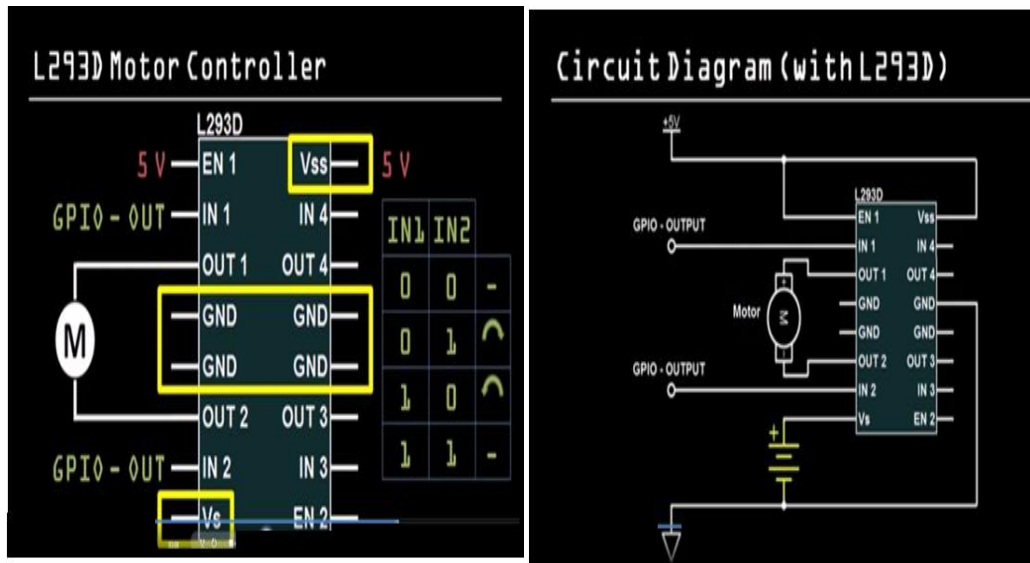 L293D Motor Controller
L293D
5 V EN 1 Vss 5 V
GPIO-OUT IN 1 IN 4
IN1 IN2
OUT 1 OUT 4
0 0 -
GND GND
0 1
M
GND GND
1 0
OUT 2 OUT 3
1 1 -
GPIO-OUT IN 2 IN 3
Vs EN 2
Circuit Diagram (with L293D)
+5V
L293D
EN 1 Vss
GPIO - OUTPUT
IN 1 IN 4
OUT 1 OUT 4
+
GND GND
Motor M
GND GND
-
OUT 2 OUT 3
GPIO - OUTPUT
IN 2 IN 3
Vs EN 2
+